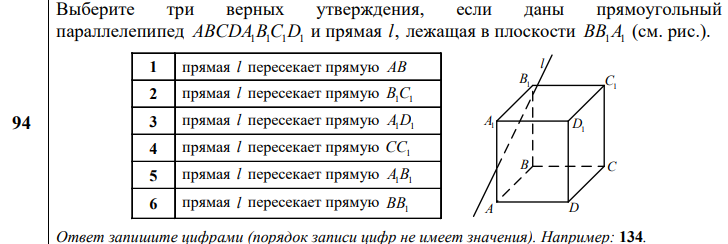 Выберите три верных утверждения, если даны прямоугольный
параллелепипед ABCDA₁B₁C₁D₁ и прямая l, лежащая в плоскости BB₁A₁ (см. рис.).
94
1 прямая l пересекает прямую AB
2 прямая l пересекает прямую B₁C₁
3 прямая l пересекает прямую A₁D₁
4 прямая l пересекает прямую CC₁
5 прямая l пересекает прямую A₁B₁
6 прямая l пересекает прямую BB₁
l
B₁
C₁
A₁
D₁
B
C
A
D
Ответ запишите цифрами (порядок записи цифр не имеет значения). Например: 134.